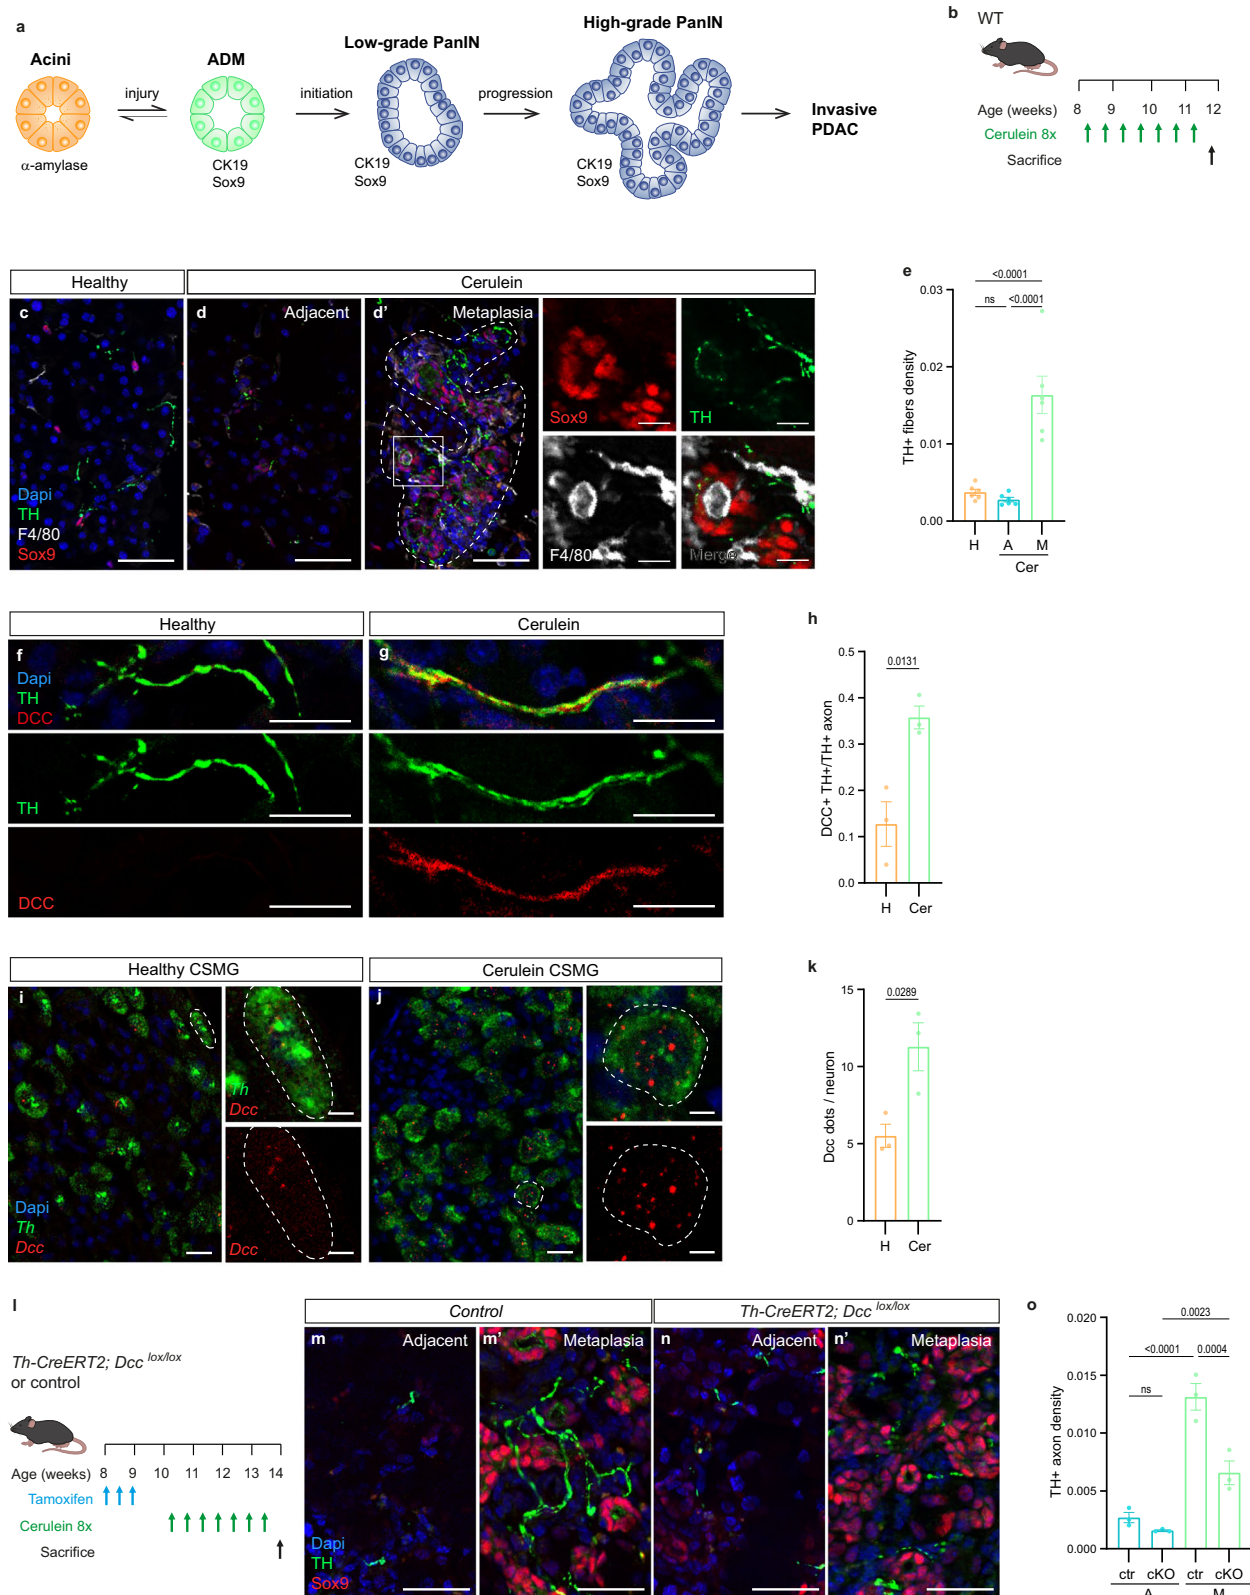 a
Acini
ADM
Low-grade PanIN
High-grade PanIN
injury
initiation
progression
Invasive
PDAC
α-amylase
CK19
Sox9
CK19
Sox9
CK19
Sox9
b
WT
Age (weeks)
8 9 10 11 12
Cerulein 8x
Sacrifice
Healthy
Cerulein
c
Dapi
TH
F4/80
Sox9
d
Adjacent
d'
Metaplasia
Sox9
TH
F4/80
Merge
e
<0.0001
ns
<0.0001
TH+ fibers density
0.03
0.02
0.01
0.00
H A M
Cer
Healthy
Cerulein
f
Dapi
TH
DCC
g
TH
DCC
h
0.0131
DCC+ TH+/TH+ axon
0.5
0.4
0.3
0.2
0.1
0.0
H Cer
Healthy CSMG
Cerulein CSMG
i
Dapi
Th
Dcc
Th
Dcc
Dcc
j
k
0.0289
Dcc dots / neuron
15
10
5
0
H Cer
l
Th-CreERT2; Dcc lox/lox
or control
Age (weeks) 8 9 10 11 12 13 14
Tamoxifen
Cerulein 8x
Sacrifice
Control
Th-CreERT2; Dcc lox/lox
m
Adjacent
Dapi
TH
Sox9
m'
Metaplasia
n
Adjacent
n'
Metaplasia
o
0.0023
<0.0001
0.0004
ns
TH+ axon density
0.020
0.015
0.010
0.005
0.000
ctr cKO ctr cKO
A M